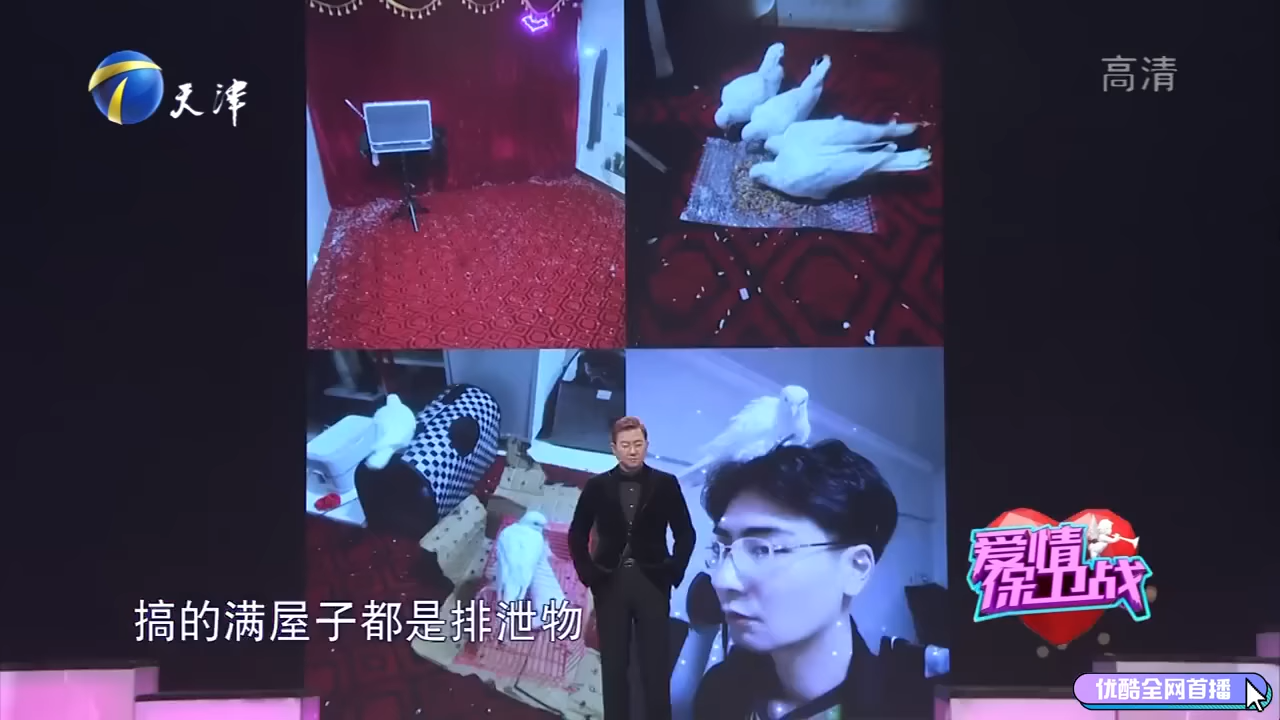 天津
高清
爱情
保卫战
搞的满屋子都是排泄物
优酷全网首播